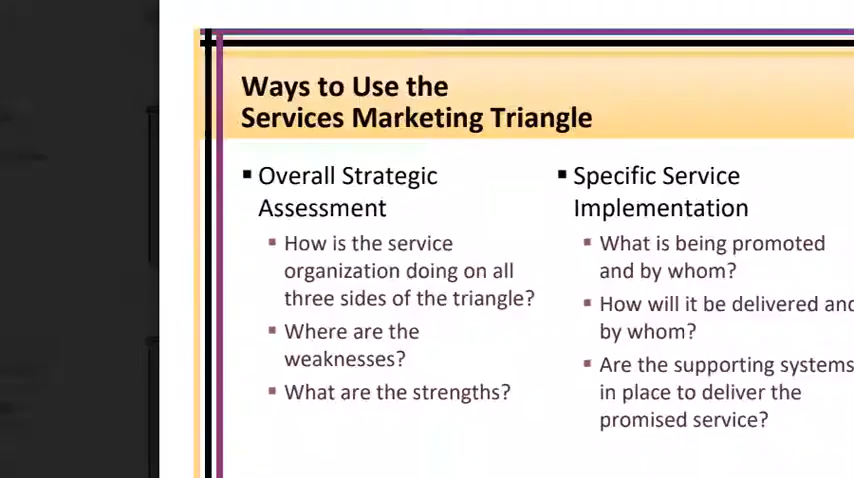 Ways to Use the
Services Marketing Triangle
▪ Overall Strategic
Assessment
▪ How is the service
organization doing on all
three sides of the triangle?
▪ Where are the
weaknesses?
▪ What are the strengths?
▪ Specific Service
Implementation
▪ What is being promoted
and by whom?
▪ How will it be delivered and
by whom?
▪ Are the supporting systems
in place to deliver the
promised service?